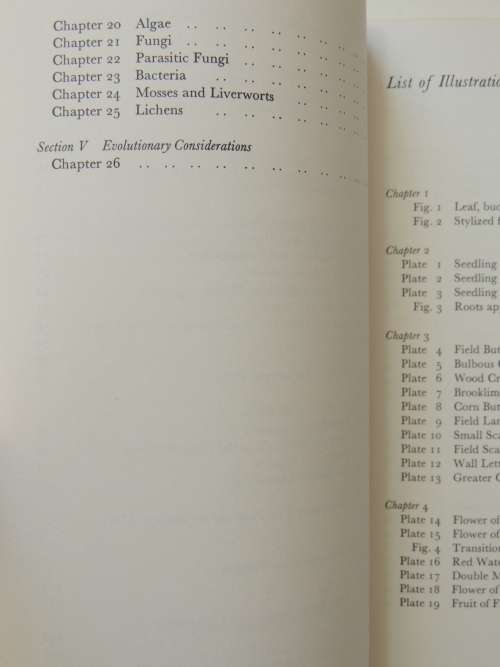 Chapter 20 Algae .. .. .. .. .. .. ..
Chapter 21 Fungi .. .. .. .. .. .. ..
Chapter 22 Parasitic Fungi .. .. .. .. ..
Chapter 23 Bacteria .. .. .. .. .. ..
Chapter 24 Mosses and Liverworts .. .. ..
Chapter 25 Lichens .. .. .. .. .. ..
Section V Evolutionary Considerations
Chapter 26 .. .. .. .. .. .. .. ..
List of Illustratio
Chapter 1
Fig. 1 Leaf, bud
Fig. 2 Stylized f
Chapter 2
Plate 1 Seedling
Plate 2 Seedling
Plate 3 Seedling
Fig. 3 Roots ap
Chapter 3
Plate 4 Field But
Plate 5 Bulbous
Plate 6 Wood Cr
Plate 7 Brooklim
Plate 8 Corn But
Plate 9 Field Lar
Plate 10 Small Sca
Plate 11 Field Sca
Plate 12 Wall Lett
Plate 13 Greater
Chapter 4
Plate 14 Flower of
Plate 15 Flower of
Fig. 4 Transition
Plate 16 Red Wate
Plate 17 Double M
Plate 18 Flower of
Plate 19 Fruit of F